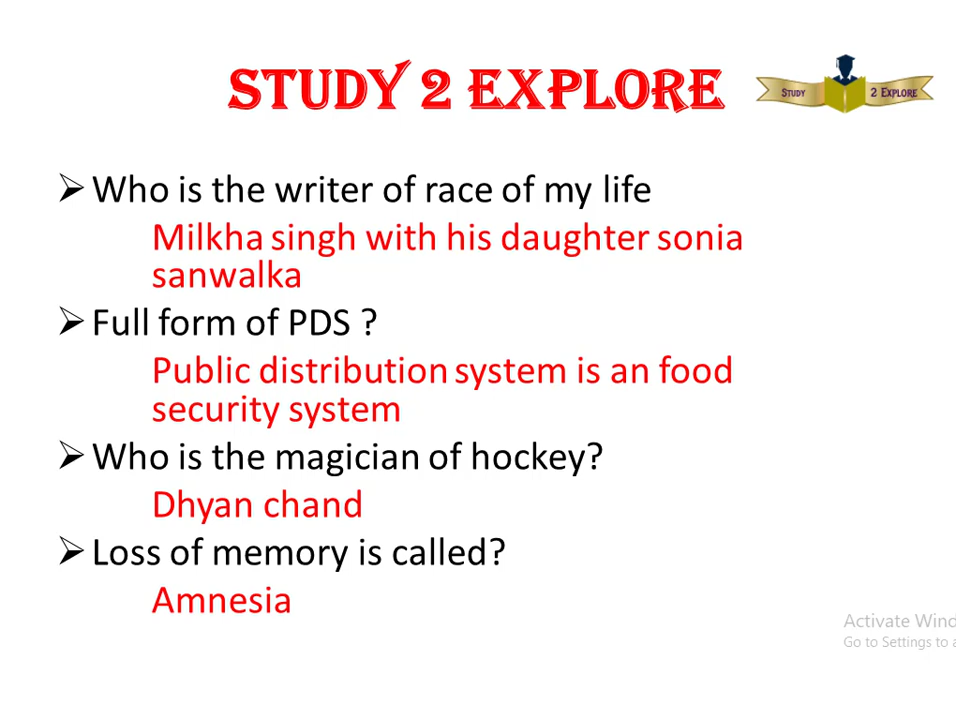 STUDY 2 EXPLORE
STUDY 2 EXPLORE
➢ Who is the writer of race of my life
Milkha singh with his daughter sonia
sanwalka
➢ Full form of PDS ?
Public distribution system is an food
security system
➢ Who is the magician of hockey?
Dhyan chand
➢ Loss of memory is called?
Amnesia
Activate Wind
Go to Settings to a